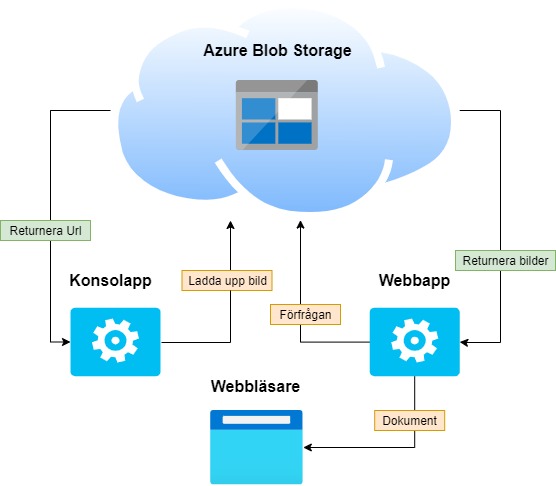 Azure Blob Storage
Returnera Url
Returnera bilder
Konsolapp
Ladda upp bild
Webbapp
Förfrågan
Webbläsare
Dokument